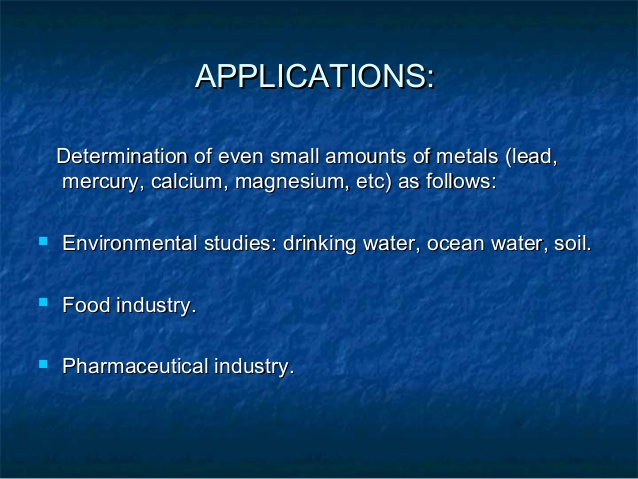 APPLICATIONS:
Determination of even small amounts of metals (lead,
mercury, calcium, magnesium, etc) as follows:
Environmental studies: drinking water, ocean water, soil.
Food industry.
Pharmaceutical industry.